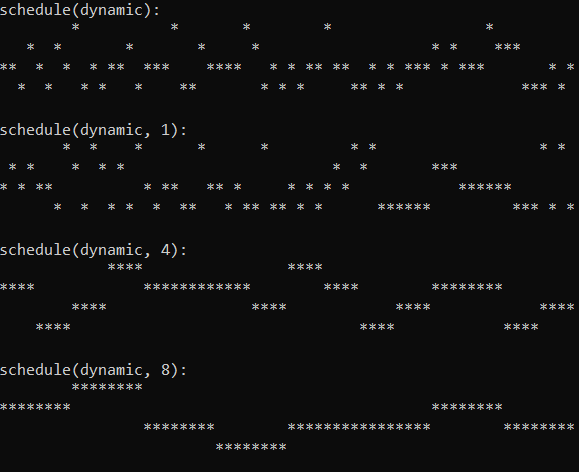 schedule(dynamic):
        *          *       *        *                 *
   *  *       *       *     *                   * *    ***
**  *  *  * **  ***    ****   * * ** **  * * *** * ***       * *
  *  *   * *   *    **       * * *     ** * *             *** *
schedule(dynamic, 1):
       *  *    *      *      *         * *                  * *
 * *    *  * *                       *  *       ***
* * **          * **   ** *     * * * *            ******
      *  *  * *  *  **   * ** ** * *      ******         *** * *
schedule(dynamic, 4):
            ****                ****
****            ************        ****        ********
        ****                ****            ****            ****
    ****                                ****            ****
schedule(dynamic, 8):
        ********
********                                        ********
                ********        ****************        ********
                        ********